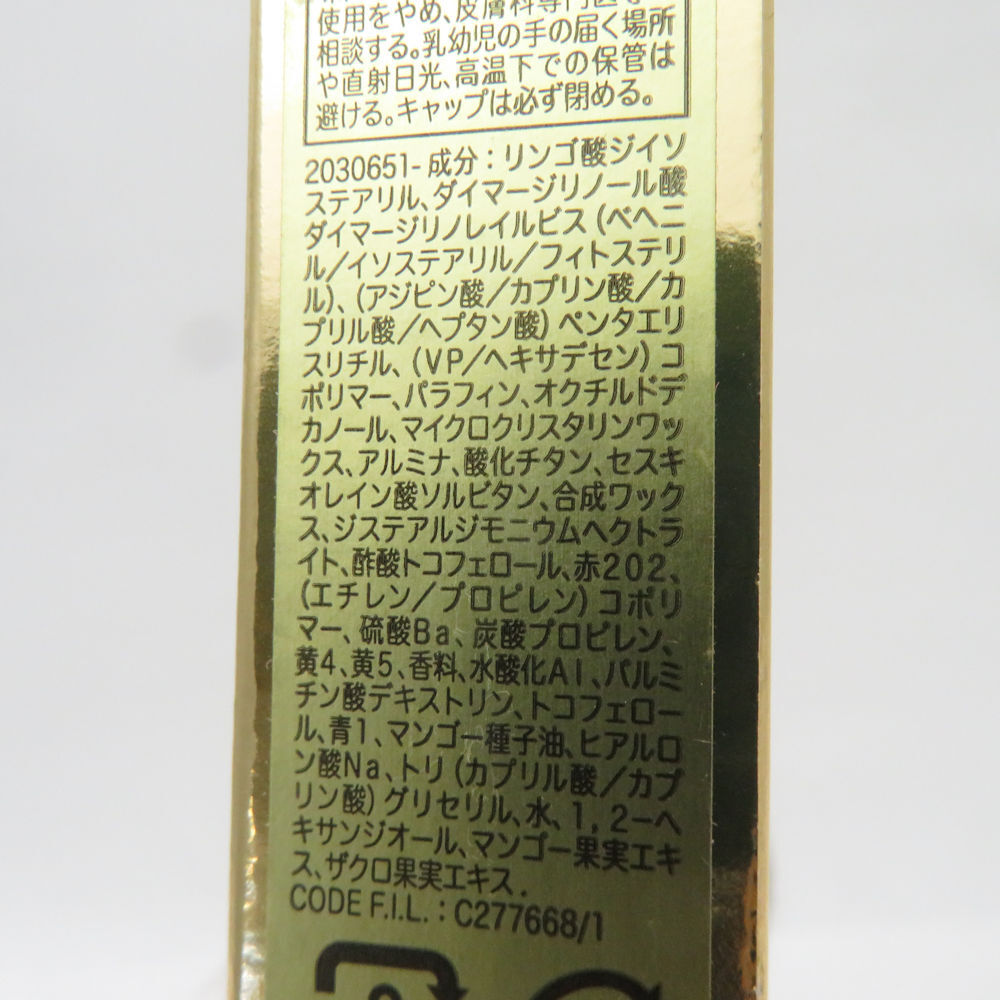 使用をやめ、皮膚科専門医等
相談する。乳幼児の手の届く場所
や直射日光、高温下での保管は
避ける。キャップは必ず閉める。
2030651-成分：リンゴ酸ジイソ
ステアリル、ダイマージリノール酸
ダイマージリノレイルビス（ベヘニ
ル/イソステアリル/フィトステリ
ル）、（アジピン酸/カプリン酸/カ
プリル酸/ヘプタン酸）ペンタエリ
スリチル、（VP/ヘキサデセン）コ
ポリマー、パラフィン、オクチルドデ
カノール、マイクロクリスタリンワッ
クス、アルミナ、酸化チタン、セスキ
オレイン酸ソルビタン、合成ワック
ス、ジステアルジモニウムヘクトラ
イト、酢酸トコフェロール、赤202、
（エチレン/プロピレン）コポリ
マー、硫酸Ba、炭酸プロピレン、
黄4、黄5、香料、水酸化Al、パルミ
チン酸デキストリン、トコフェロー
ル、青1、マンゴー種子油、ヒアルロ
ン酸Na、トリ（カプリル酸/カプ
リン酸）グリセリル、水、1，2－ヘ
キサンジオール、マンゴー果実エキ
ス、ザクロ果実エキス．
CODE F.I.L.：C277668/1